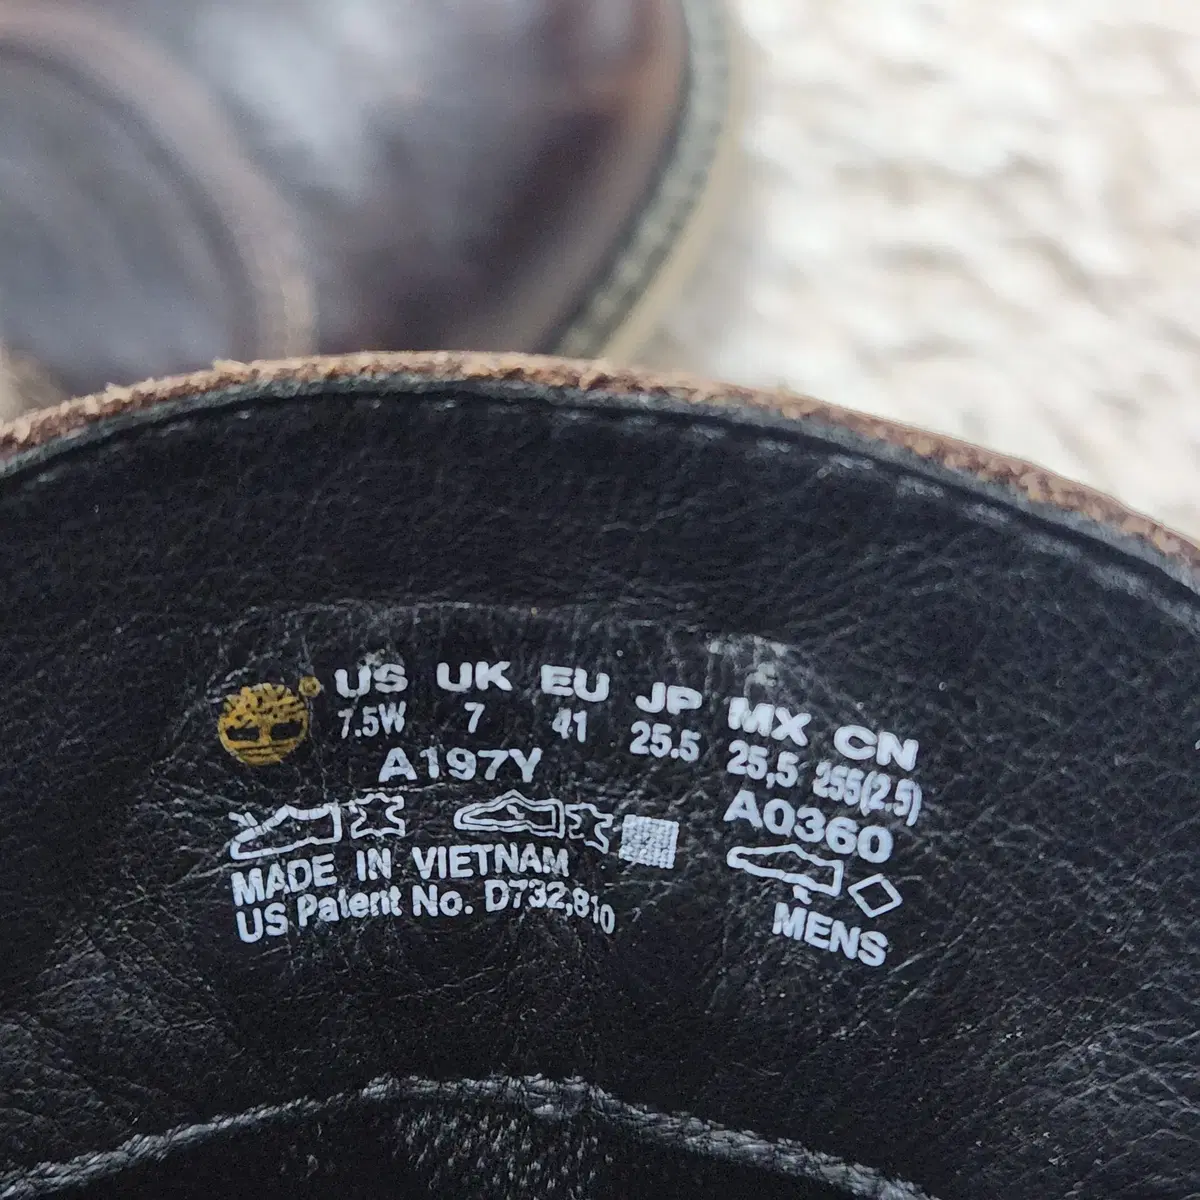 US UK EU JP MX CN
7.5W 7 41 25.5 25,5 255(2.5)
A197Y A0360
MADE IN VIETNAM
US Patent No. D732,810
MENS